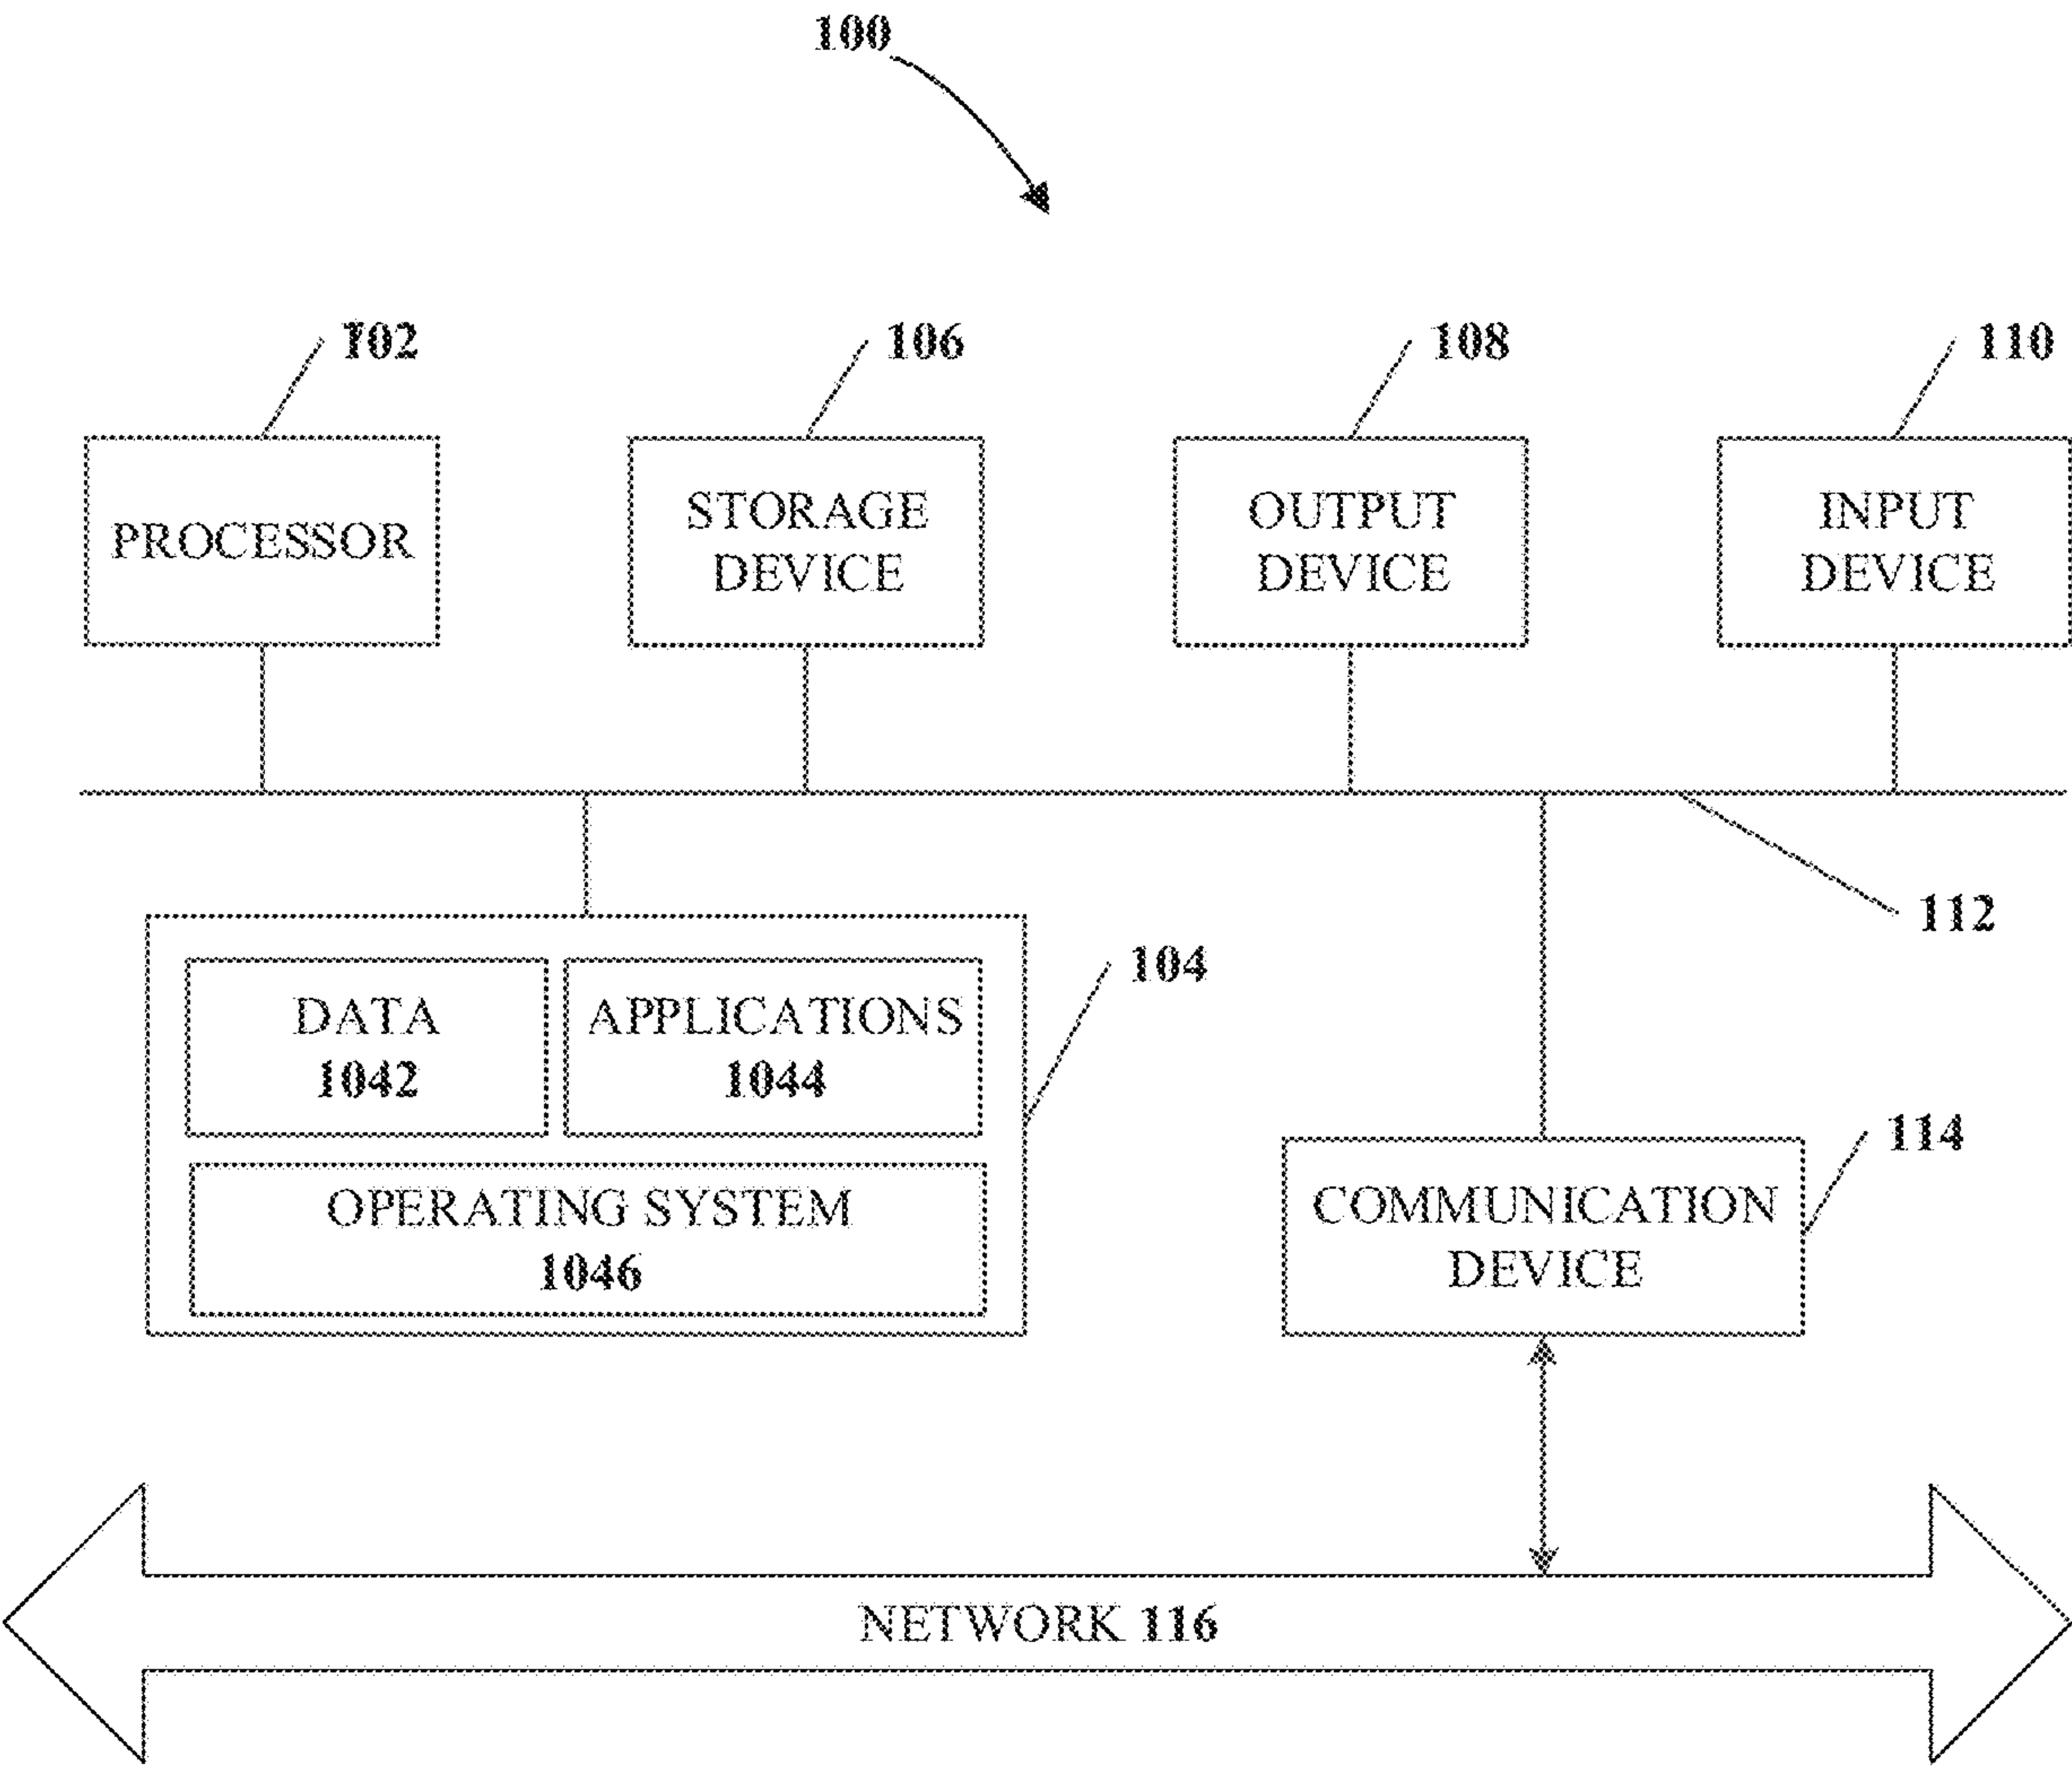 100
102
106
108
110
PROCESSOR
STORAGE
DEVICE
OUTPUT
DEVICE
INPUT
DEVICE
112
104
DATA
1042
APPLICATIONS
1044
OPERATING SYSTEM
1046
114
COMMUNICATION
DEVICE
NETWORK 116